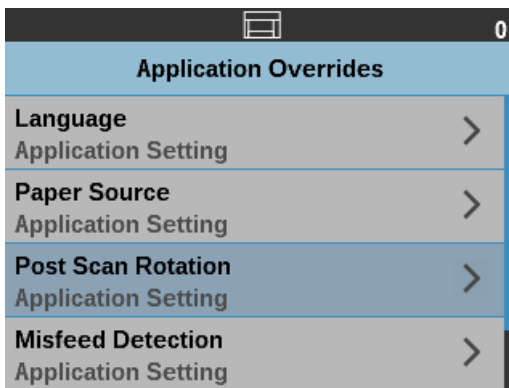 0
Application Overrides
Language
Application Setting
Paper Source
Application Setting
Post Scan Rotation
Application Setting
Misfeed Detection
Application Setting